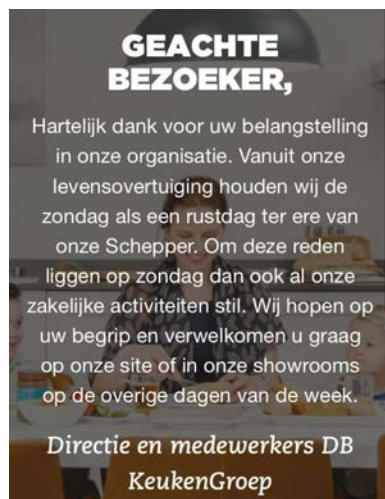 GEACHTE
BEZOEKER,
Hartelijk dank voor uw belangstelling
in onze organisatie. Vanuit onze
levensovertuiging houden wij de
zondag als een rustdag ter ere van
onze Schepper. Om deze reden
liggen op zondag dan ook al onze
zakelijke activiteiten stil. Wij hopen op
uw begrip en verwelkomen u graag
op onze site of in onze showrooms
op de overige dagen van de week.
Directie en medewerkers DB
KeukenGroep